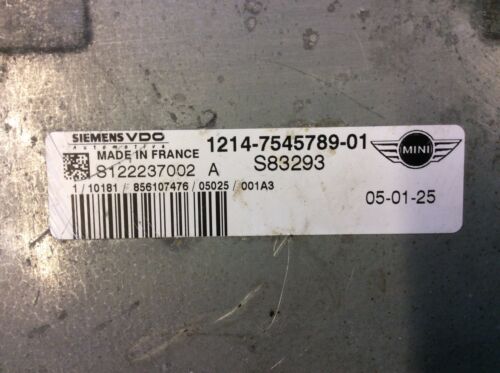 SIEMENS VDO
Automotive
MADE IN FRANCE
1214-7545789-01
S122237002 A
S83293
MINI
1 / 10181 / 856107476 / 05025 / 001A3
05-01-25